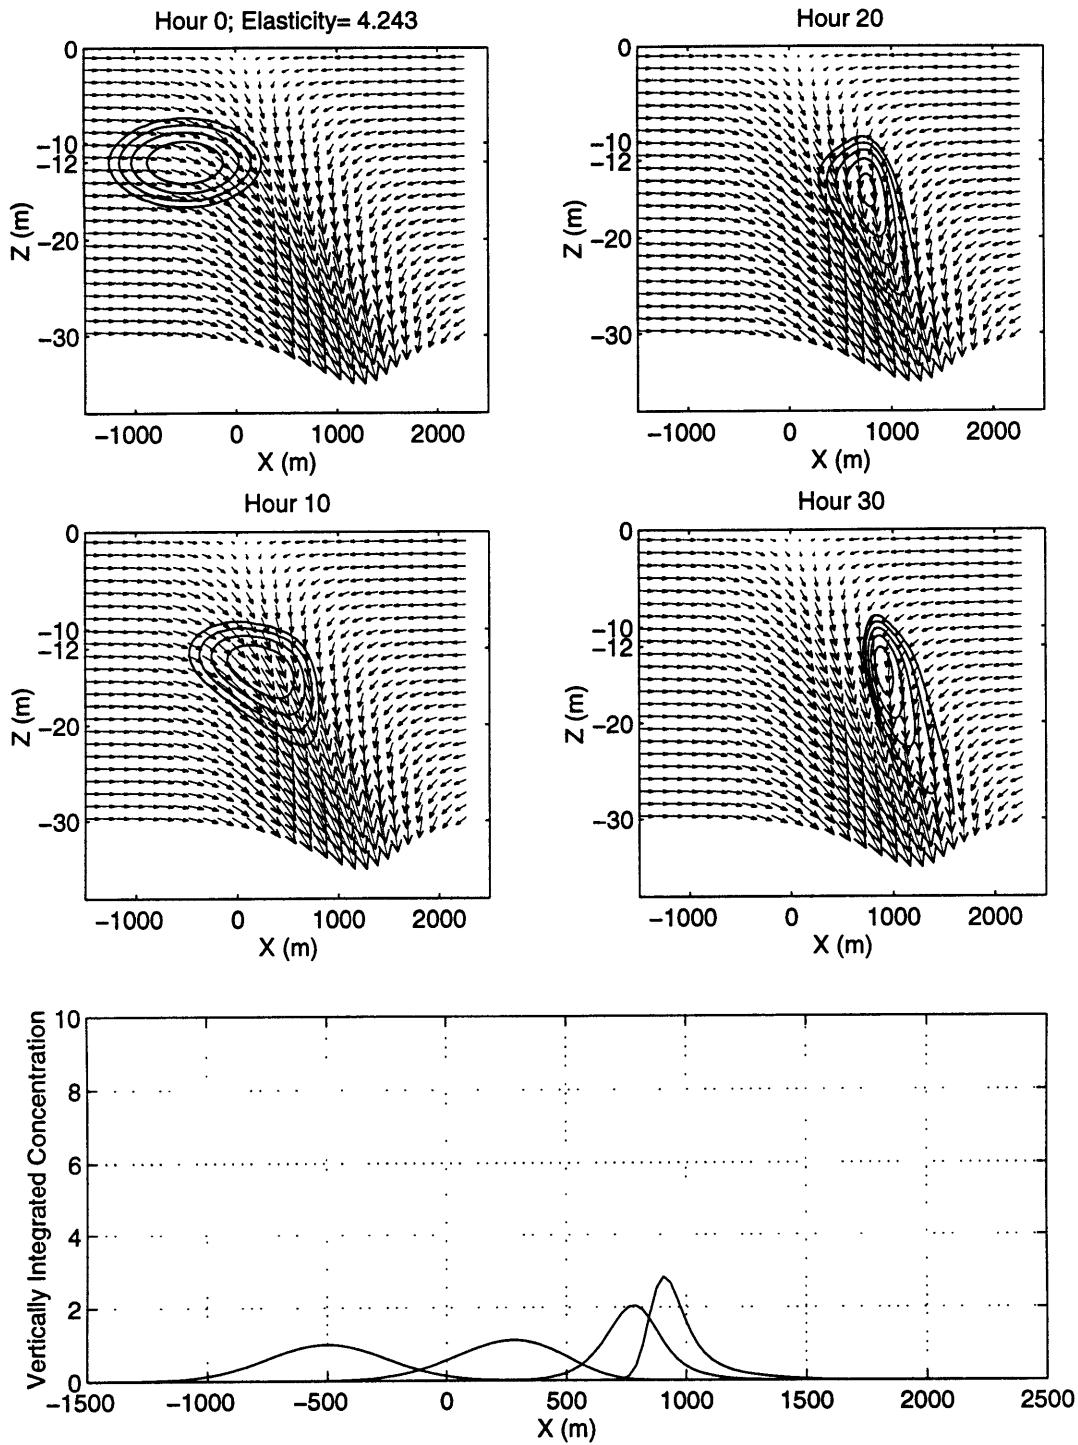 Hour 0; Elasticity= 4.243
0
−10
−12
−20
−30
Z (m)
−1000 0 1000 2000
X (m)
Hour 20
0
−10
−12
−20
−30
Z (m)
−1000 0 1000 2000
X (m)
Hour 10
0
−10
−12
−20
−30
Z (m)
−1000 0 1000 2000
X (m)
Hour 30
0
−10
−12
−20
−30
Z (m)
−1000 0 1000 2000
X (m)
Vertically Integrated Concentration
10
8
6
4
2
0
−1500 −1000 −500 0 500 1000 1500 2000 2500
X (m)